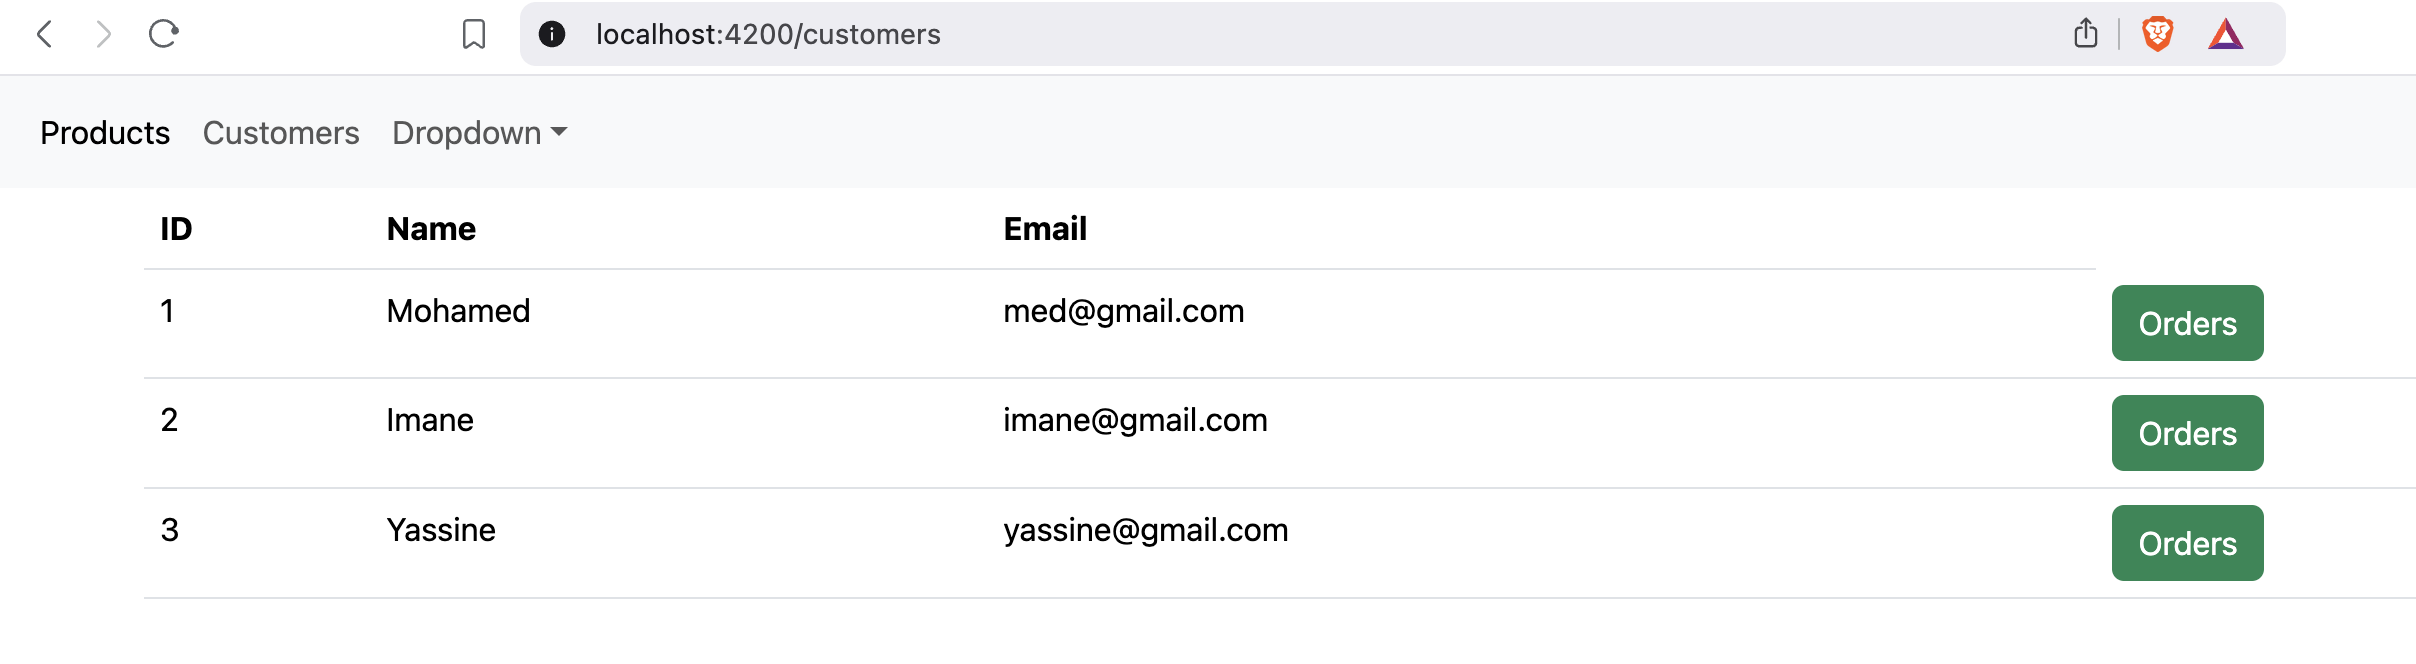 localhost:4200/customers
Products Customers Dropdown
ID Name Email
1 Mohamed med@gmail.com Orders
2 Imane imane@gmail.com Orders
3 Yassine yassine@gmail.com Orders